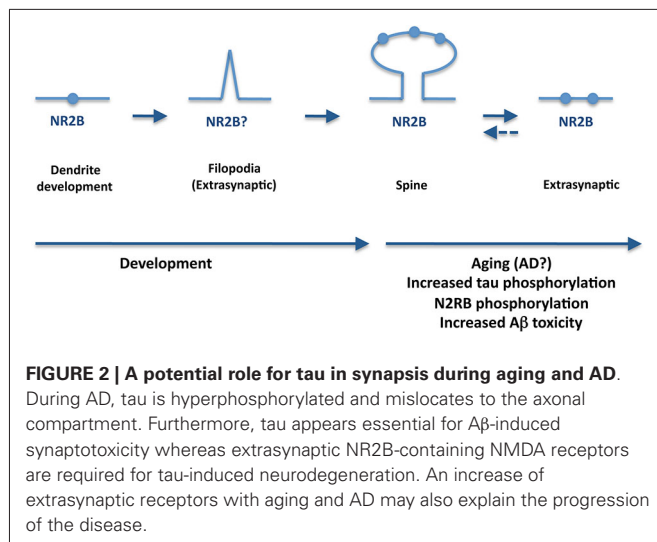 NR2B NR2B? NR2B NR2B
Dendrite development
Filopodia (Extrasynaptic)
Spine
Extrasynaptic
Development
Aging (AD?)
Increased tau phosphorylation
N2RB phosphorylation
Increased Aβ toxicity
FIGURE 2 | A potential role for tau in synapsis during aging and AD.
During AD, tau is hyperphosphorylated and mislocates to the axonal
compartment. Furthermore, tau appears essential for Aβ-induced
synaptotoxicity whereas extrasynaptic NR2B-containing NMDA receptors
are required for tau-induced neurodegeneration. An increase of
extrasynaptic receptors with aging and AD may also explain the progression
of the disease.